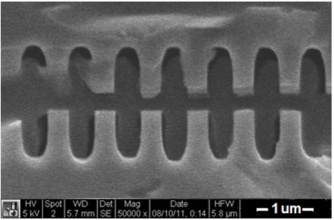 HV Spot WD Det Mag Date HFW
5 kV 2 5.7 mm SE 50000 x 08/10/11, 0:14 5.8 µm 1um